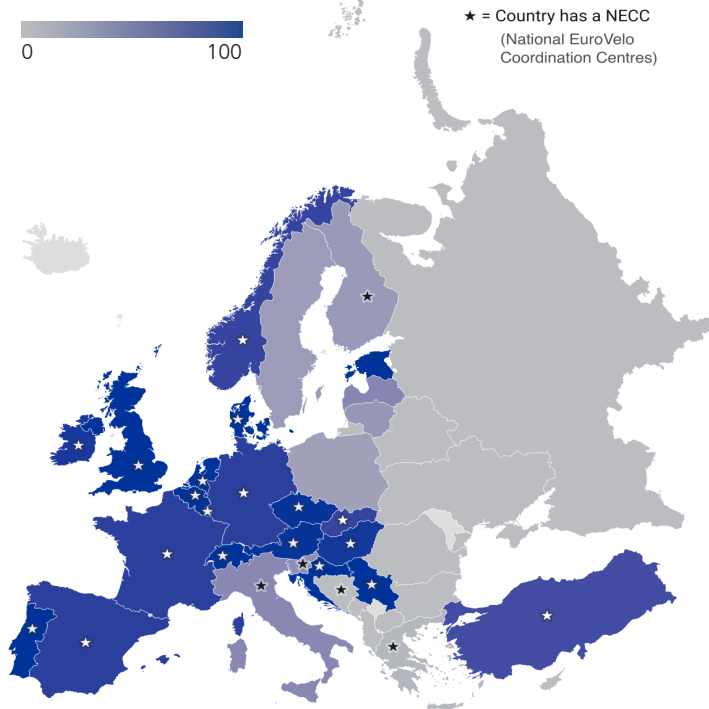 ★ = Country has a NECC
(National EuroVelo
Coordination Centres)
0 100